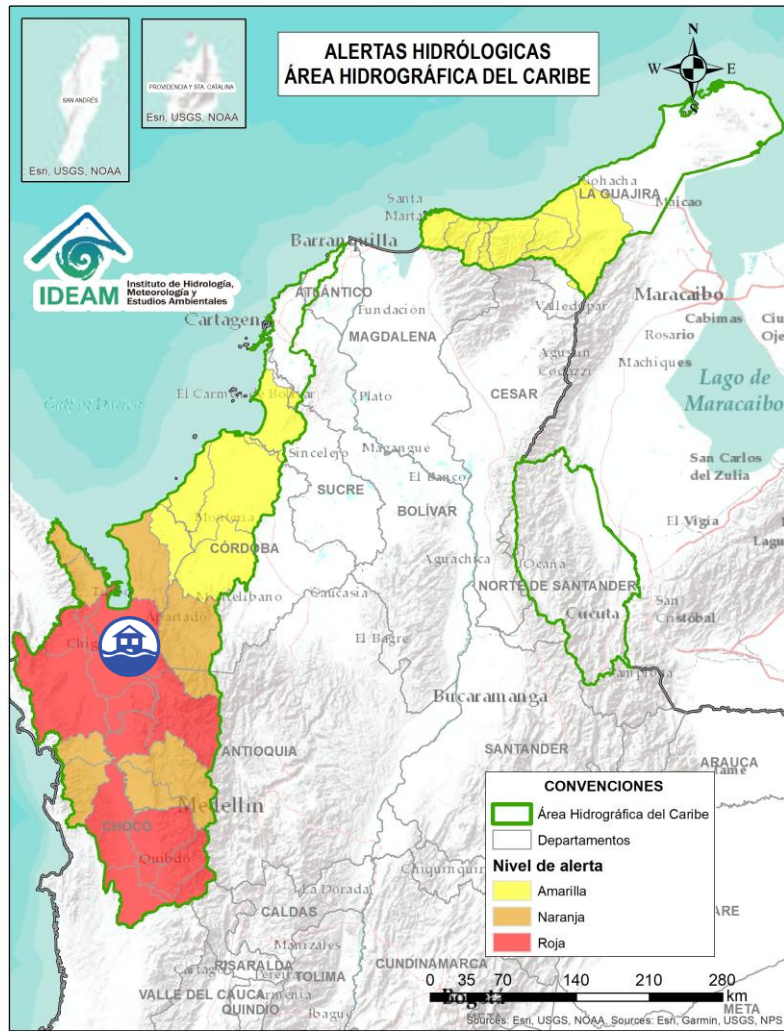 ALERTAS HIDRÓLOGICAS
ÁREA HIDROGRÁFICA DEL CARIBE
N
W
E
S
SAN ANDRÉS
Esri, USGS, NOAA
PROVIDENCIA Y STA. CATALINA
Esri, USGS, NOAA
IDEAM
Instituto de Hidrología,
Meteorología y
Estudios Ambientales
Santa
Marta
LA GUAJIRA
Maicao
Barranquilla
ATLÁNTICO
Fundación
Valledupar
Maracaibo
Cabimas
Rosario
MAGDALENA
Agustín
Codazzi
Machiques
CESAR
Lago de
Maracaibo
El Carmen de Bolívar
Plato
Sincelejo
Magangue
San Carlos
del Zulia
El Banco
SUCRE
BOLÍVAR
Montería
El Vigía
CÓRDOBA
Aguachica
Ocaña
NORTE DE SANTANDER
Montelibano
Caucasia
Apartado
Cucuta
San
Cristóbal
El Bagre
Bucaramanga
ANTIOQUIA
SANTANDER
ARAUCA
Medellín
CHOCÓ
Quibdó
La Dorada
CALDAS
Manizales
RISARALDA
TOLIMA
CUNDINAMARCA
VALLE DEL CAUCA
QUINDÍO
Ibagué
Bogotá
META
META
CONVENCIONES
Área Hidrográfica del Caribe
Departamentos
Nivel de alerta
Amarilla
Naranja
Roja
0 35 70 140 210 280
km
Sources: Esri, USGS, NOAA, Sources: Esri, Garmin, USGS, NPS